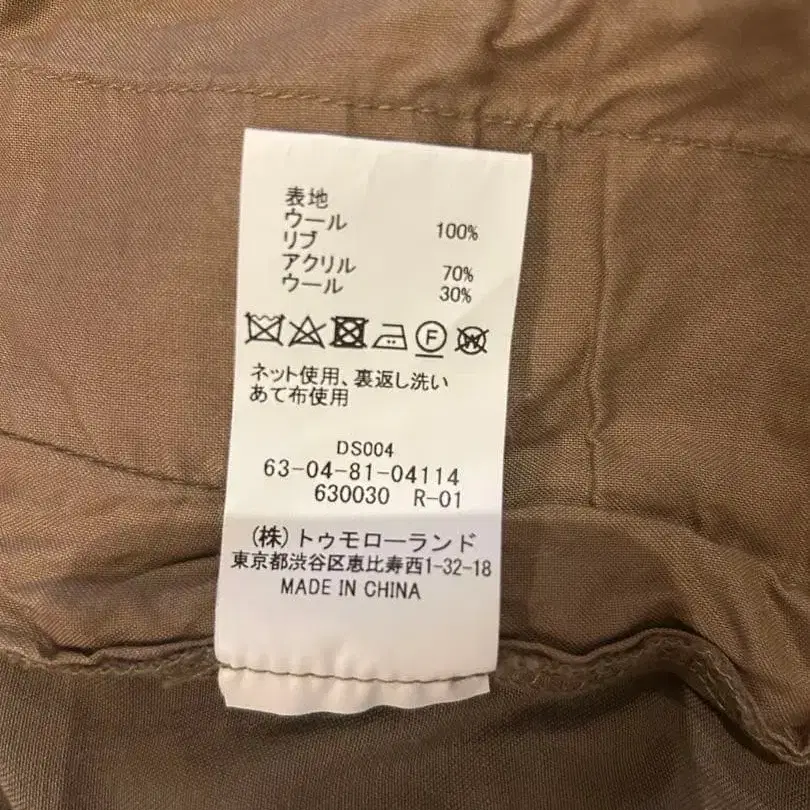 表地
ウール 100%
リブ
アクリル 70%
ウール 30%
F W
ネット使用、裏返し洗い
あて布使用
DS004
63-04-81-04114
630030 R-01
(株)トゥモローランド
東京都渋谷区恵比寿西1-32-18
MADE IN CHINA